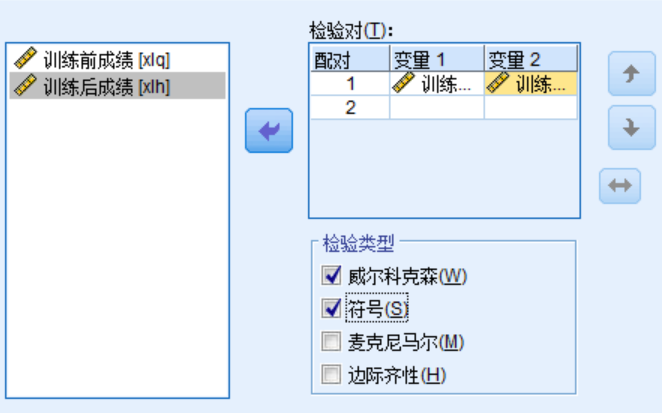 检验对(T):
训练前成绩 [xlq]
训练后成绩 [xlh]
配对 变量 1 变量 2
1 训练... 训练...
2
检验类型
威尔科克森(W)
符号(S)
麦克尼马尔(M)
边际齐性(H)